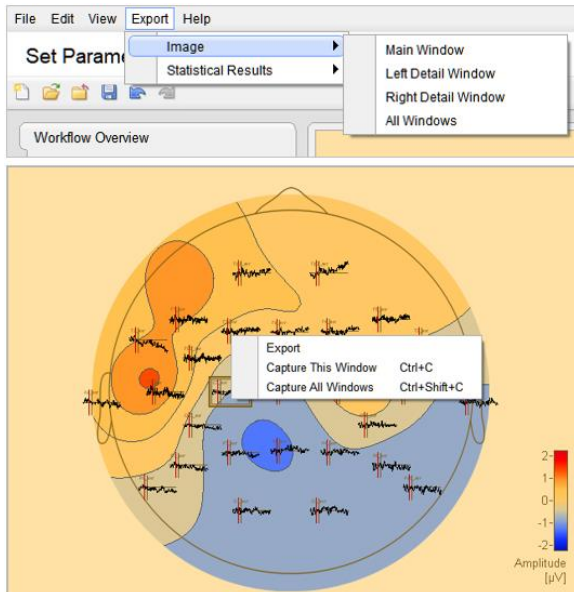 File Edit View Export Help
Set Parame
Image
Statistical Results
Main Window
Left Detail Window
Right Detail Window
All Windows
Workflow Overview
Export
Capture This Window Ctrl+C
Capture All Windows Ctrl+Shift+C
2
1
0
-1
-2
Amplitude
[µV]